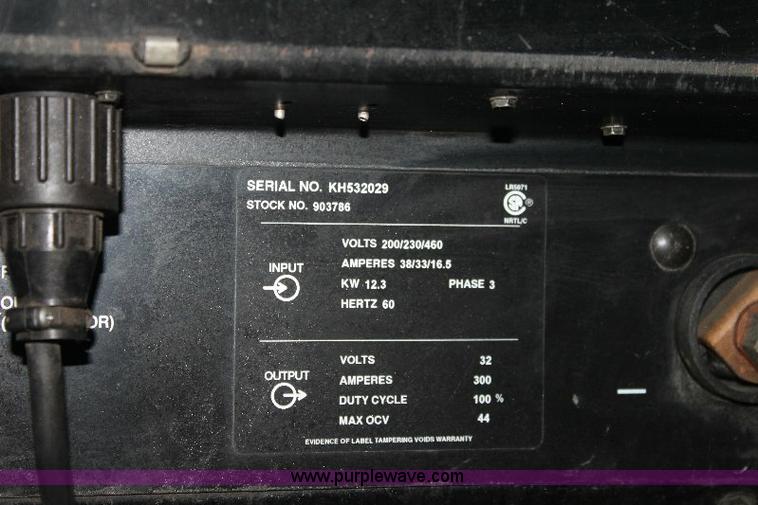 SERIAL NO. KH532029
STOCK NO. 903786
LR5071
NRTL/C
INPUT
VOLTS 200/230/460
AMPERES 38/33/16.5
KW 12.3 PHASE 3
HERTZ 60
OUTPUT
VOLTS 32
AMPERES 300
DUTY CYCLE 100 %
MAX OCV 44
EVIDENCE OF LABEL TAMPERING VOIDS WARRANTY
www.purplewave.com